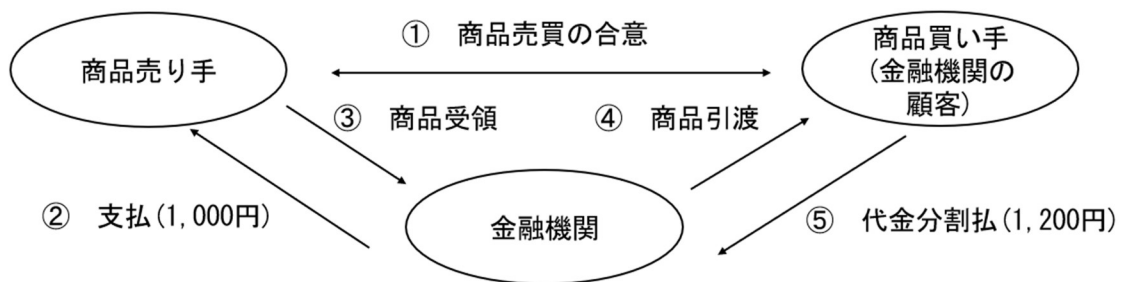 ① 商品売買の合意
商品売り手
商品買い手
(金融機関の
顧客)
③ 商品受領
④ 商品引渡
② 支払(1,000円)
金融機関
⑤ 代金分割払(1,200円)